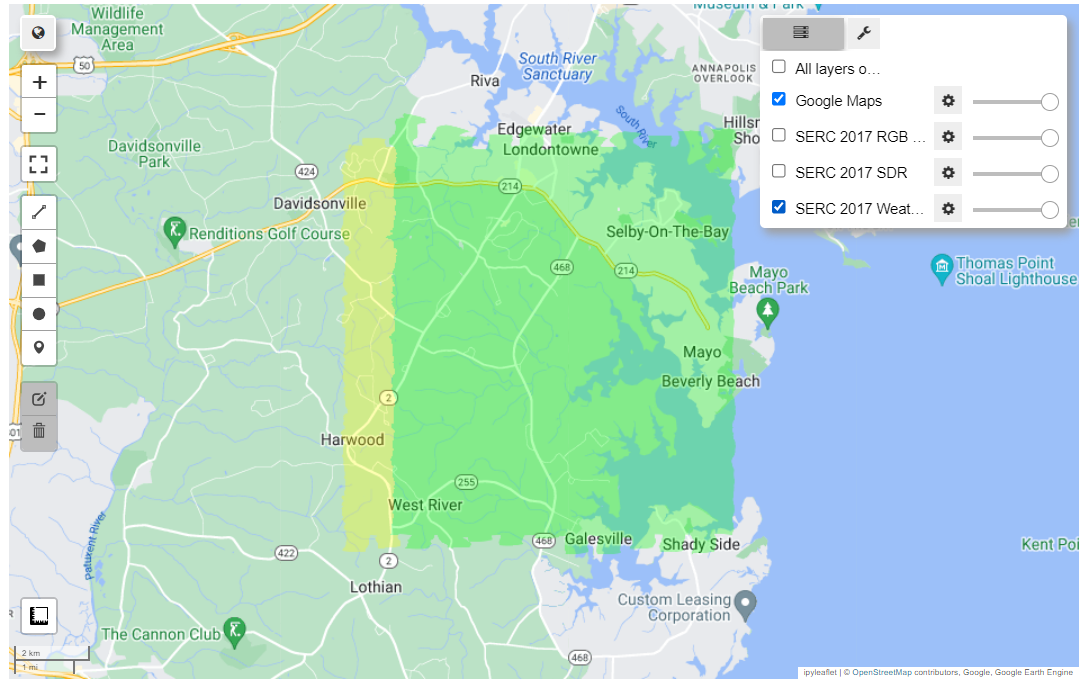 Wildlife
Management
Area
Museum & Park
50
South River
Sanctuary
Riva
ANNAPOLIS
OVERLOOK
All layers o...
Google Maps
SERC 2017 RGB ...
SERC 2017 SDR
SERC 2017 Weat...
+
−
South River
Edgewater
Londontowne
Hillsm
Sho
Davidsonville
Park
424
214
Davidsonville
Renditions Golf Course
Selby-On-The-Bay
468
214
Mayo
Beach Park
Thomas Point
Shoal Lighthouse
Mayo
Beverly Beach
2
Harwood
255
West River
468
Galesville
Shady Side
Kent Poi
Patuxent River
422
2
Lothian
Custom Leasing
Corporation
The Cannon Club
468
2 km
1 mi
ipyleaflet | © OpenStreetMap contributors, Google, Google Earth Engine